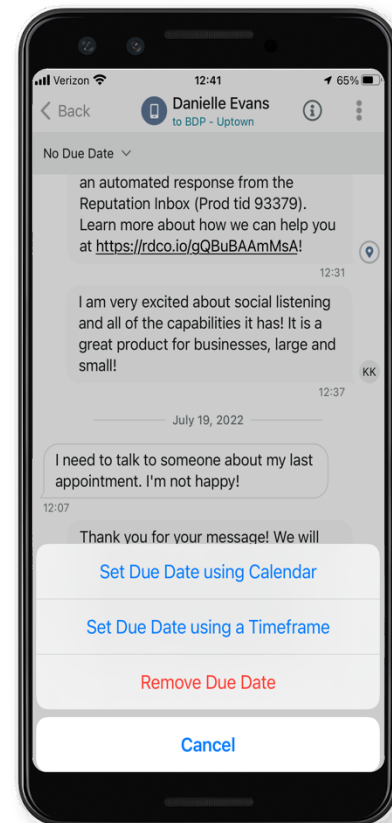 Verizon 12:41 65%
Back Danielle Evans
to BDP - Uptown
No Due Date
an automated response from the
Reputation Inbox (Prod tid 93379).
Learn more about how we can help you
at https://rdco.io/gQBuBAAmMsA!
12:31
I am very excited about social listening
and all of the capabilities it has! It is a
great product for businesses, large and
small!
KK
12:37
July 19, 2022
I need to talk to someone about my last
appointment. I'm not happy!
12:07
Thank you for your message! We will
Set Due Date using Calendar
Set Due Date using a Timeframe
Remove Due Date
Cancel